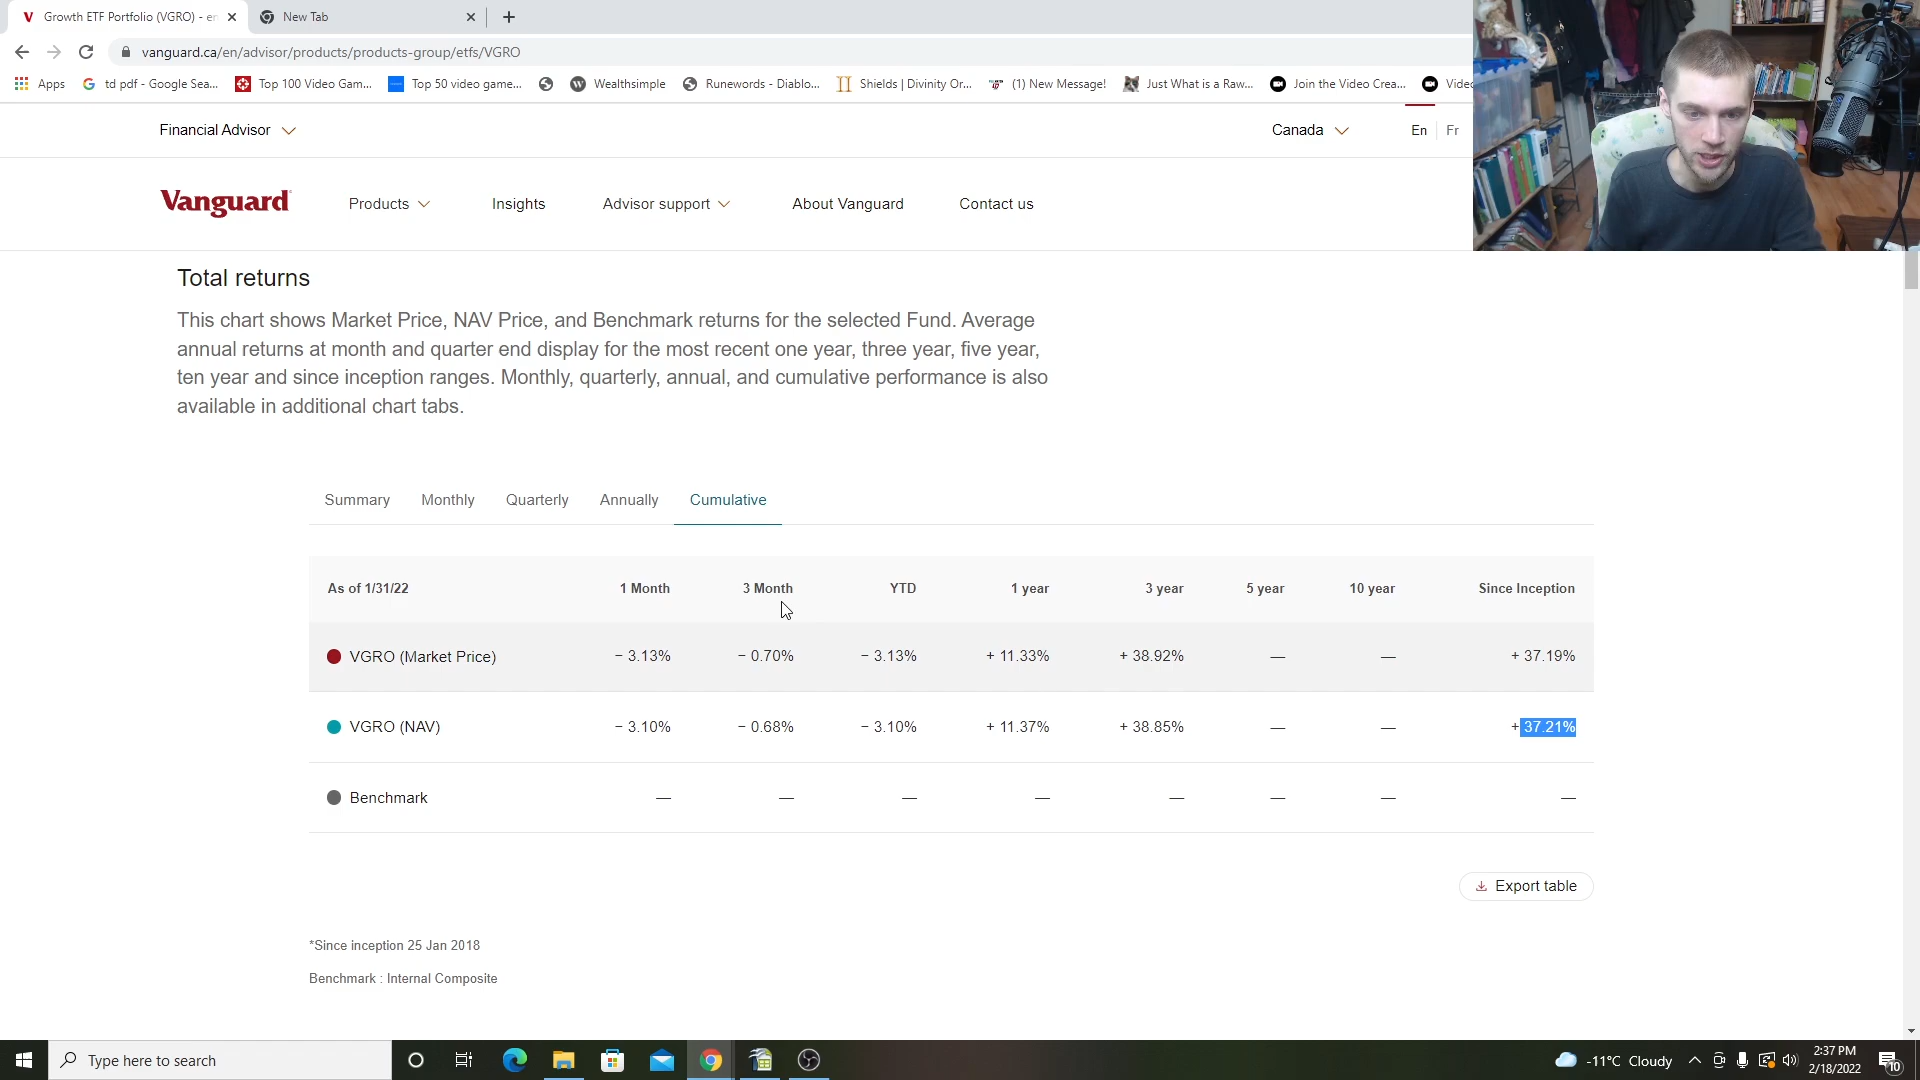 Growth ETF Portfolio (VGRO) - en
New Tab
vanguard.ca/en/advisor/products/products-group/etfs/VGRO
Apps
td pdf - Google Sea...
Top 100 Video Gam...
Top 50 video game...
Wealthsimple
Runewords - Diablo...
Shields | Divinity Or...
(1) New Message!
Just What is a Raw...
Join the Video Crea...
Financial Advisor
Canada
En
Fr
Vanguard
Products
Insights
Advisor support
About Vanguard
Contact us
Total returns
This chart shows Market Price, NAV Price, and Benchmark returns for the selected Fund. Average
annual returns at month and quarter end display for the most recent one year, three year, five year,
ten year and since inception ranges. Monthly, quarterly, annual, and cumulative performance is also
available in additional chart tabs.
Summary Monthly Quarterly Annually Cumulative
As of 1/31/22 1 Month 3 Month YTD 1 year 3 year 5 year 10 year Since Inception
VGRO (Market Price) − 3.13% − 0.70% − 3.13% + 11.33% + 38.92% — — + 37.19%
VGRO (NAV) − 3.10% − 0.68% − 3.10% + 11.37% + 38.85% — — + 37.21%
Benchmark — — — — — — — —
Export table
*Since inception 25 Jan 2018
Benchmark : Internal Composite
Type here to search
-11°C Cloudy
2:37 PM
2/18/2022
10